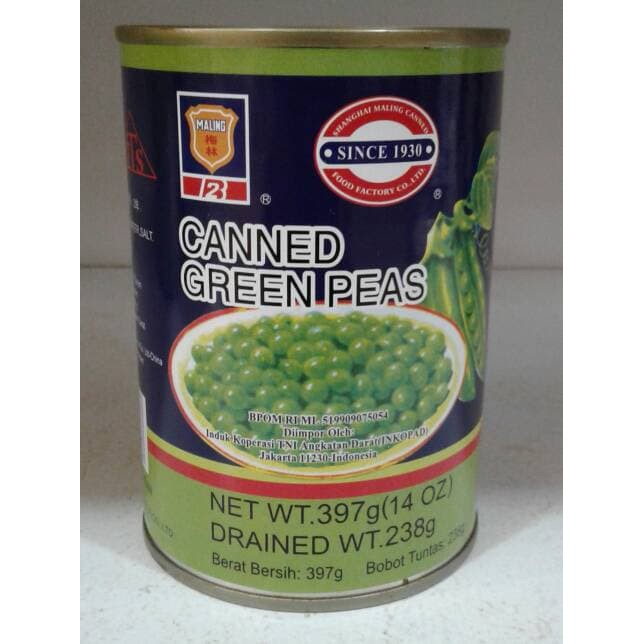 MALING
梅林
B2
®
SHANGHAI MALING CANNED
SINCE 1930
FOOD FACTORY CO.,LTD.
®
CANNED
GREEN PEAS
BPOM RI ML 519909075054
Diimpor Oleh:
Induk Koperasi TNI Angkatan Darat(INKOPAD)
Jakarta 11230-Indonesia
NET WT.397g(14 OZ)
DRAINED WT.238g
Berat Bersih: 397g
Bobot Tuntas: 238g
SALT.